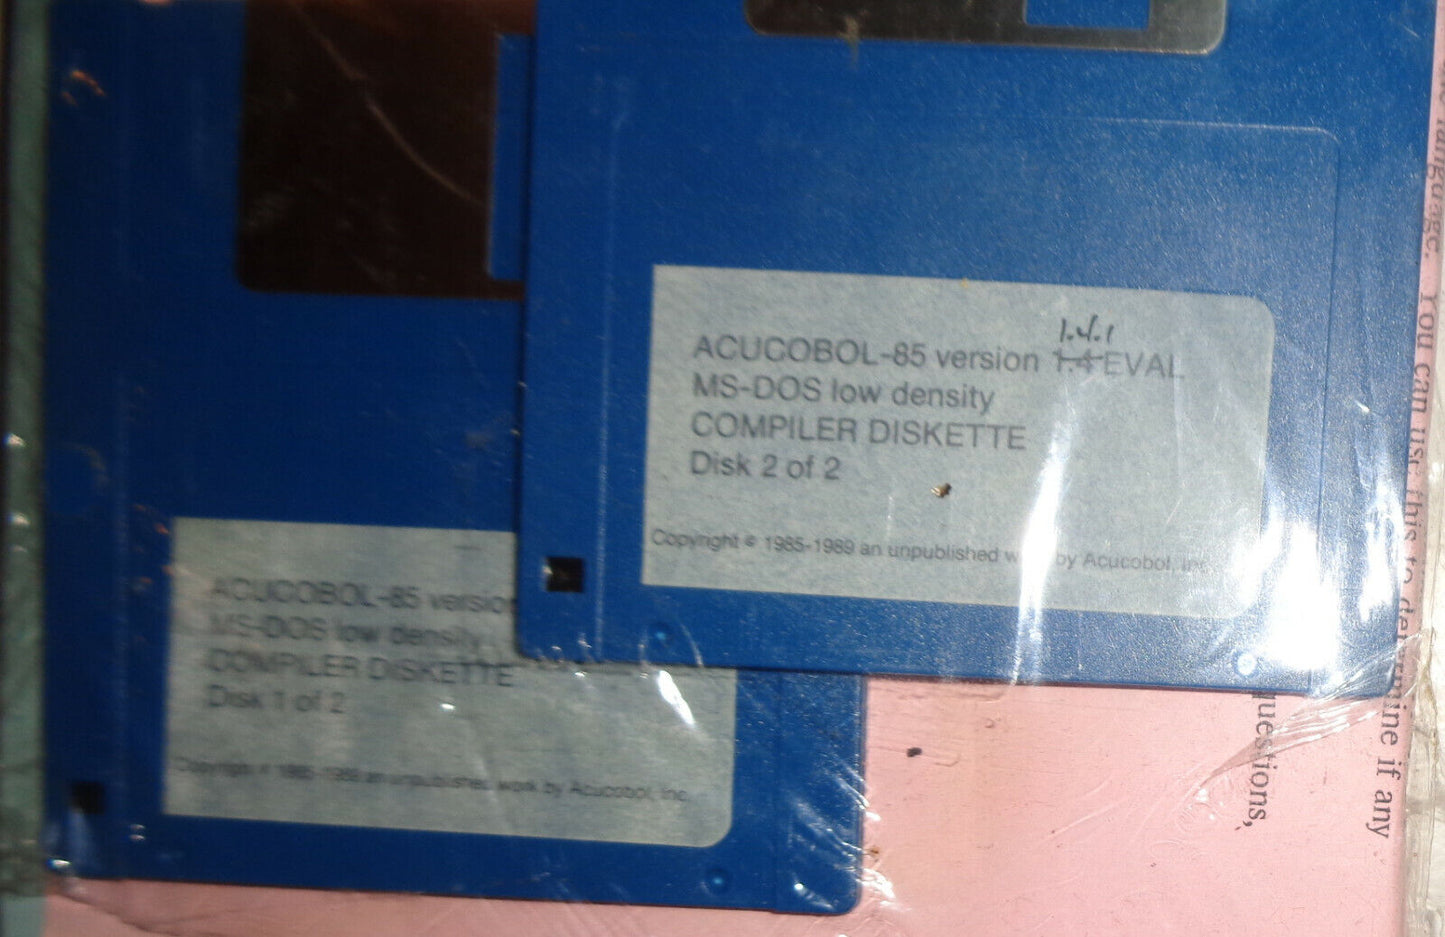 1.4.1
ACUCOBOL-85 version 1.4 EVAL
MS-DOS low density
COMPILER DISKETTE
Disk 2 of 2
Copyright © 1985-1989 an unpublished by Acucobol, Inc.
ACUCOBOL-85 version
MS-DOS low density
COMPILER DISKETTE
Disk 1 of 2
Copyright © 1985-1989 an unpublished work by Acucobol, Inc.
language. You can use this to determine if any
questions,